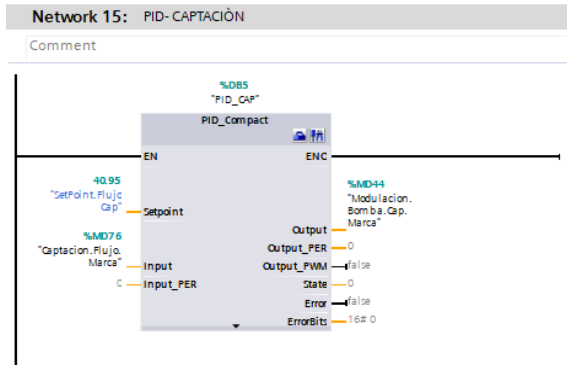 Network 15: PID- CAPTACIÒN
Comment
%DB5
"PID_CAP"
PID_Compact
EN ENO
40.95
"SetPoint.Flujo
Cap" Setpoint
%MD76
"Captacion.Flujo.
Marca" Input
0 Input_PER
%MD44
"Modulacion.
Bomba.Cap.
Output Marca"
Output_PER 0
Output_PWM false
State 0
Error false
ErrorBits 16# 0